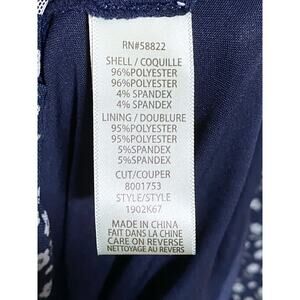 RN#58822
SHELL / COQUILLE
96%POLYESTER
96%POLYESTER
4% SPANDEX
4% SPANDEX
LINING / DOUBLURE
95%POLYESTER
95%POLYESTER
5%SPANDEX
5%SPANDEX
CUT/COUPER
8001753
STYLE/STYLE
1902K67
MADE IN CHINA
FAIT DANS LA CHINE
CARE ON REVERSE
NETTOYAGE AU REVERS